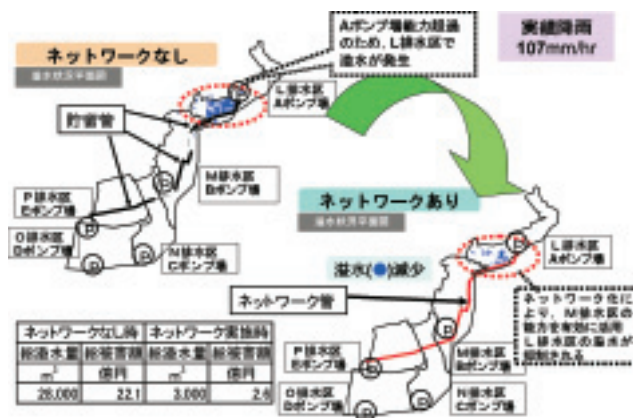 ネットワークなし
溢水状況平面図
Aポンプ場能力超過
のため、L排水区で
溢水が発生
実績降雨
107mm/hr
L排水区
Aポンプ場
貯留管
M排水区
Bポンプ場
P排水区
Eポンプ場
O排水区
Dポンプ場
N排水区
Cポンプ場
P
P
P
P
P
ネットワークあり
溢水状況平面図
溢水(●)減少
L排水区
Aポンプ場
ネットワーク管
ネットワーク化に
より、M排水区の
能力を有効に活用
L排水区の溢水が
抑制される
P排水区
Eポンプ場
M排水区
Bポンプ場
O排水区
Dポンプ場
N排水区
Cポンプ場
P
P
P
P
P
ネットワークなし時 ネットワーク実施時
総溢水量 総被害額 総溢水量 総被害額
m³ 億円 m³ 億円
28,000 22.1 3,000 2.6